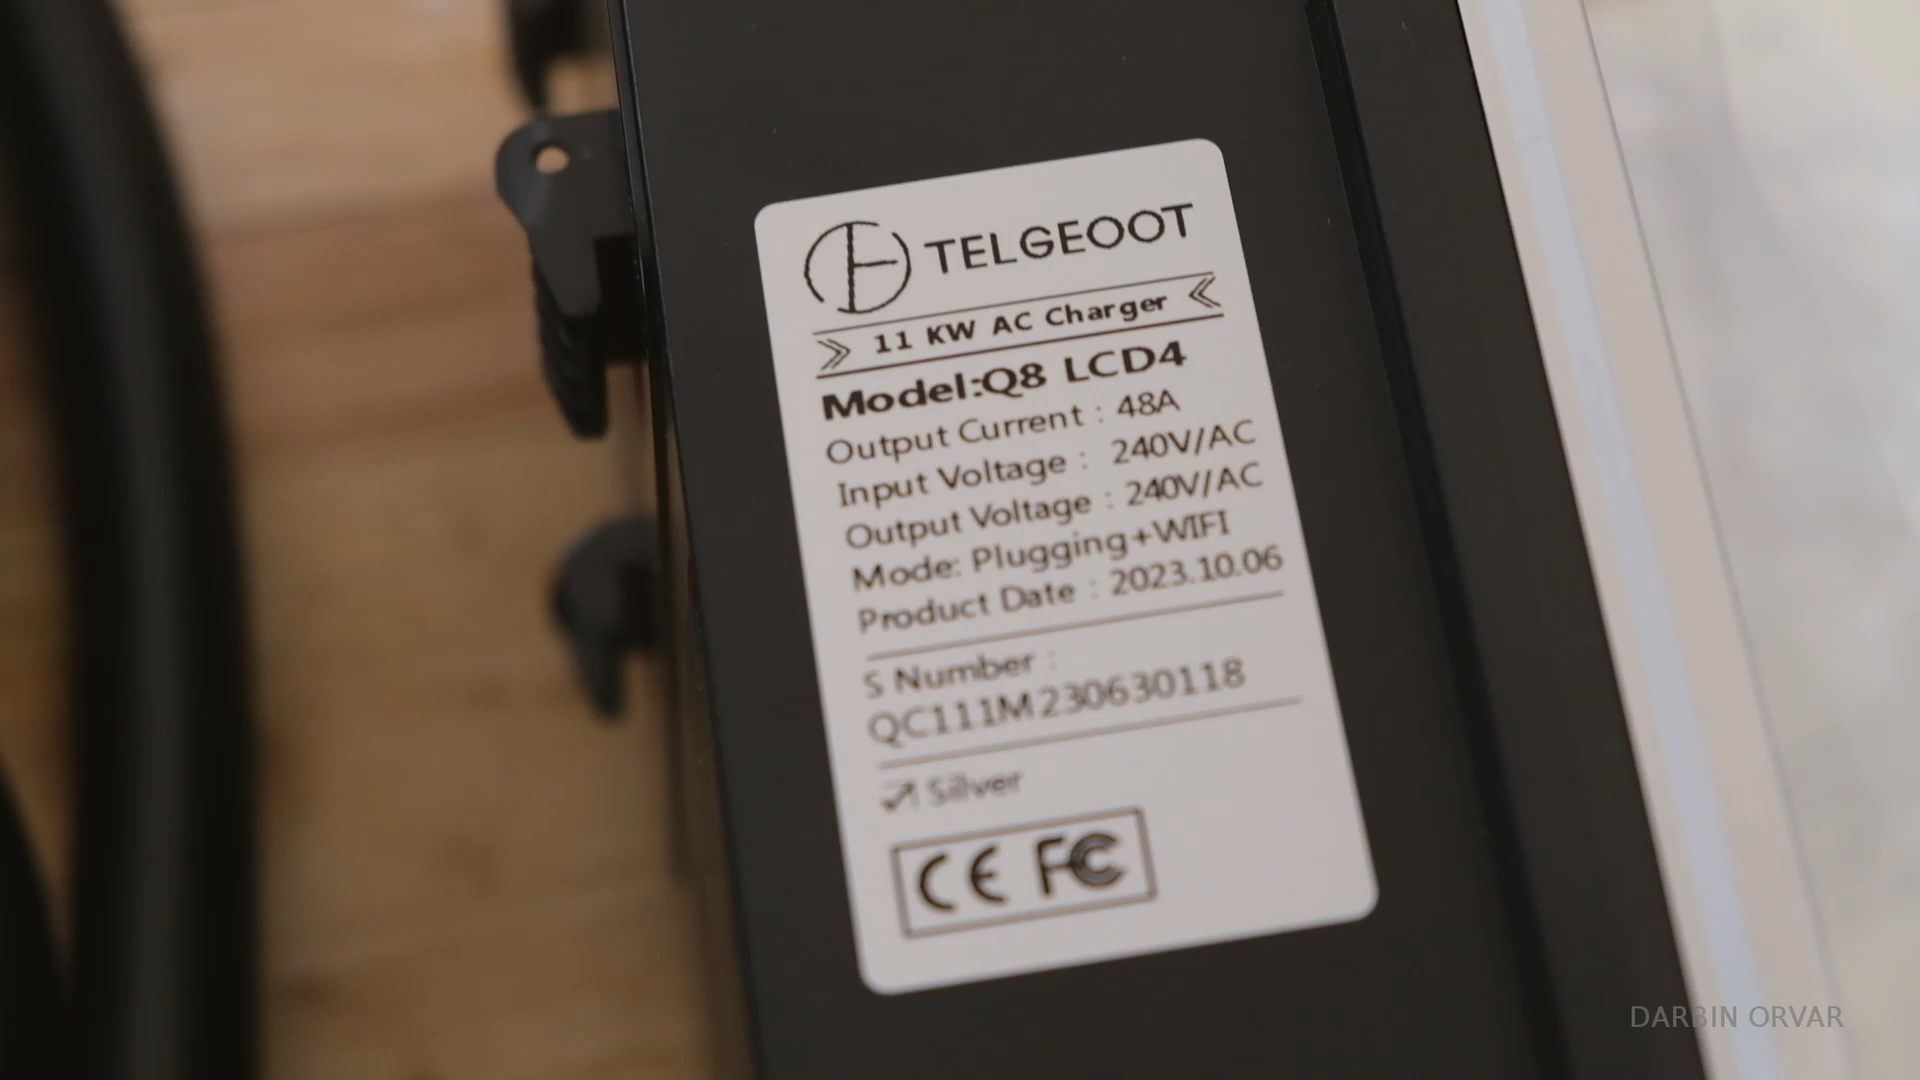 TELGEOOT
11 KW AC Charger
Model:Q8 LCD4
Output Current : 48A
Input Voltage : 240V/AC
Output Voltage : 240V/AC
Mode: Plugging+WIFI
Product Date : 2023.10.06
S Number :
QC111M230630118
Silver
CE FC
DARBIN ORVAR